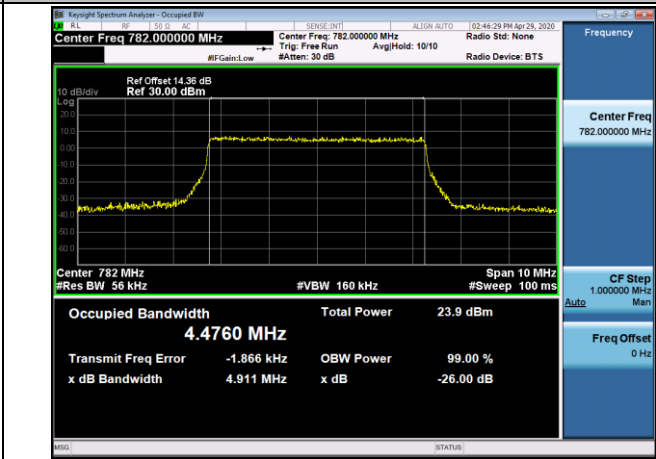 Keysight Spectrum Analyzer - Occupied BW
RL RF 50 Ω AC SENSE:INT ALIGN AUTO 02:46:29 PM Apr 29, 2020
Center Freq 782.000000 MHz Center Freq: 782.000000 MHz Radio Std: None Frequency
Trig: Free Run Avg|Hold: 10/10
#IFGain:Low #Atten: 30 dB Radio Device: BTS
Ref Offset 14.36 dB
10 dB/div Ref 30.00 dBm
Log
20.0
10.0
0.00
-10.0
-20.0
-30.0
-40.0
-50.0
-60.0
Center Freq
782.000000 MHz
Center 782 MHz Span 10 MHz
#Res BW 56 kHz #VBW 160 kHz #Sweep 100 ms
CF Step
1.000000 MHz
Auto Man
Occupied Bandwidth Total Power 23.9 dBm
4.4760 MHz
Freq Offset
0 Hz
Transmit Freq Error -1.866 kHz OBW Power 99.00 %
x dB Bandwidth 4.911 MHz x dB -26.00 dB
MSG STATUS